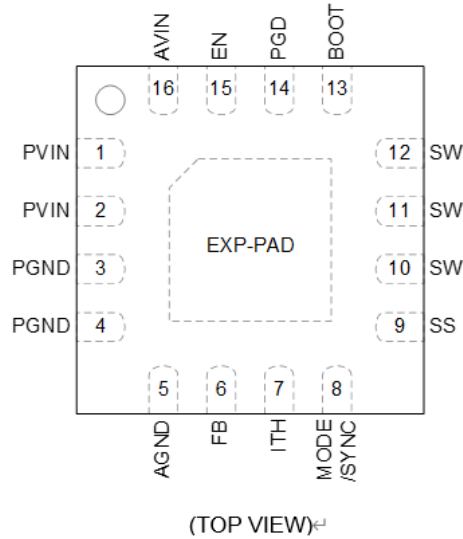 AVIN
EN
PGD
BOOT
16
15
14
13
PVIN 1
12 SW
PVIN 2
11 SW
PGND 3
10 SW
PGND 4
9 SS
EXP-PAD
5
6
7
8
AGND
FB
ITH
MODE
/SYNC
(TOP VIEW)↵